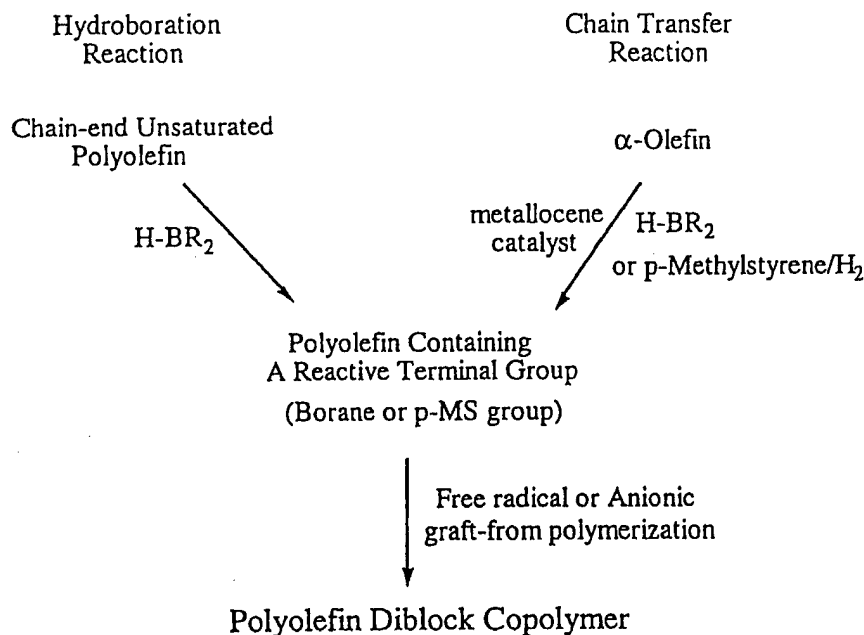 Hydroboration
Reaction
Chain Transfer
Reaction
Chain-end Unsaturated
Polyolefin
α-Olefin
H-BR2
metallocene
catalyst
H-BR2
or p-Methylstyrene/H2
Polyolefin Containing
A Reactive Terminal Group
(Borane or p-MS group)
Free radical or Anionic
graft-from polymerization
Polyolefin Diblock Copolymer